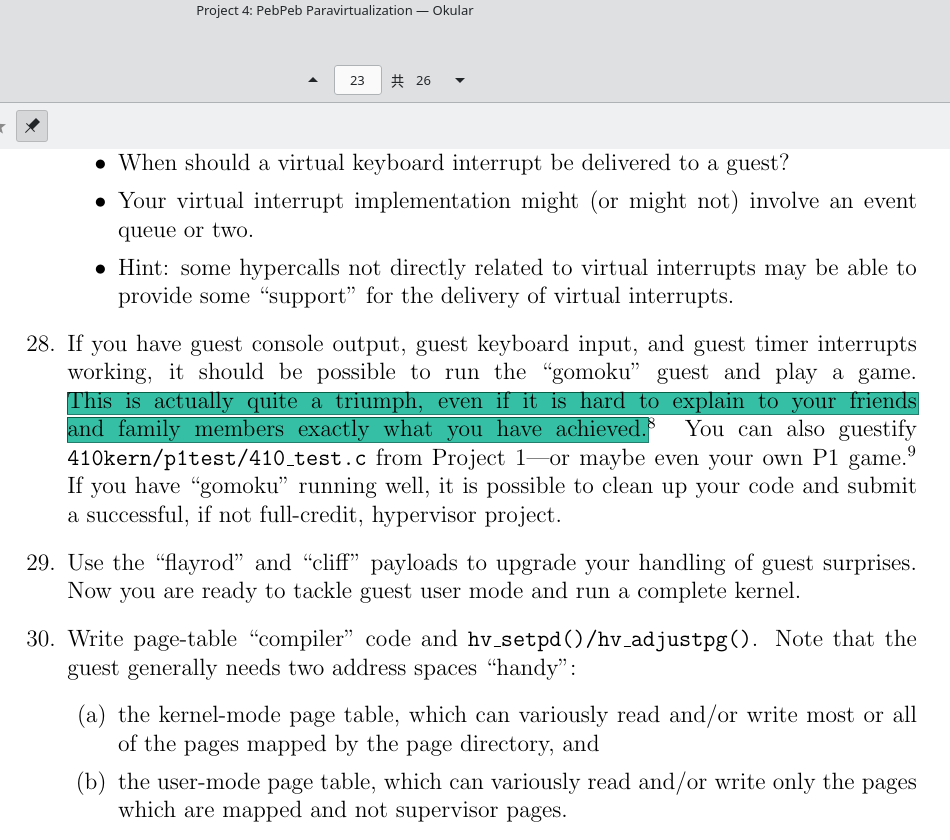 Project 4: PebPeb Paravirtualization — Okular
23 共 26
• When should a virtual keyboard interrupt be delivered to a guest?
• Your virtual interrupt implementation might (or might not) involve an event
queue or two.
• Hint: some hypercalls not directly related to virtual interrupts may be able to
provide some “support” for the delivery of virtual interrupts.
28. If you have guest console output, guest keyboard input, and guest timer interrupts
working, it should be possible to run the “gomoku” guest and play a game.
This is actually quite a triumph, even if it is hard to explain to your friends
and family members exactly what you have achieved.8 You can also guestify
410kern/p1test/410_test.c from Project 1—or maybe even your own P1 game.9
If you have “gomoku” running well, it is possible to clean up your code and submit
a successful, if not full-credit, hypervisor project.
29. Use the “flayrod” and “cliff” payloads to upgrade your handling of guest surprises.
Now you are ready to tackle guest user mode and run a complete kernel.
30. Write page-table “compiler” code and hv_setpd()/hv_adjustpg(). Note that the
guest generally needs two address spaces “handy”:
(a) the kernel-mode page table, which can variously read and/or write most or all
of the pages mapped by the page directory, and
(b) the user-mode page table, which can variously read and/or write only the pages
which are mapped and not supervisor pages.